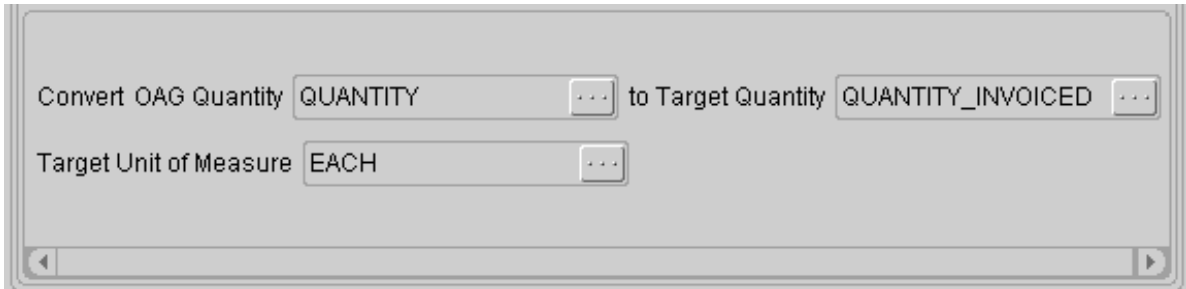 Convert OAG Quantity QUANTITY ... to Target Quantity QUANTITY_INVOICED ...
Target Unit of Measure EACH ...